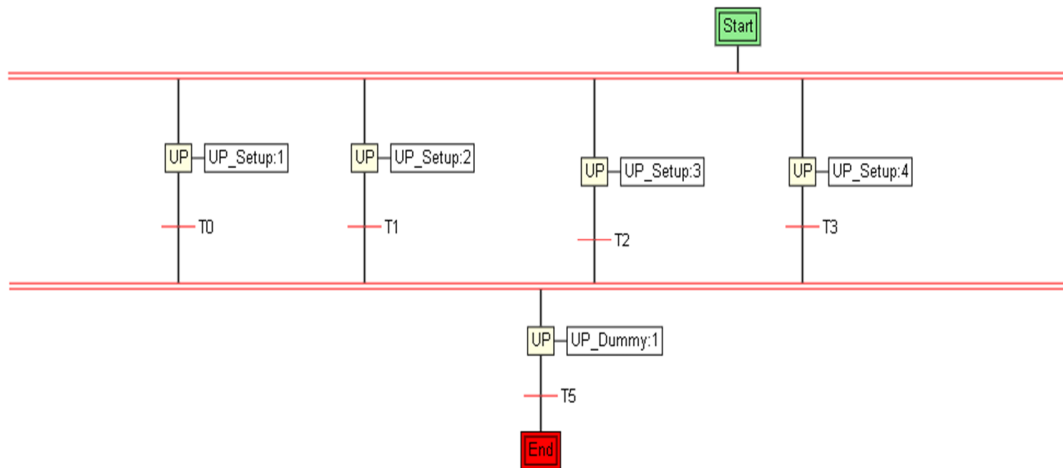 Start
UP UP_Setup:1
UP UP_Setup:2
UP UP_Setup:3
UP UP_Setup:4
T0
T1
T2
T3
UP UP_Dummy:1
T5
End